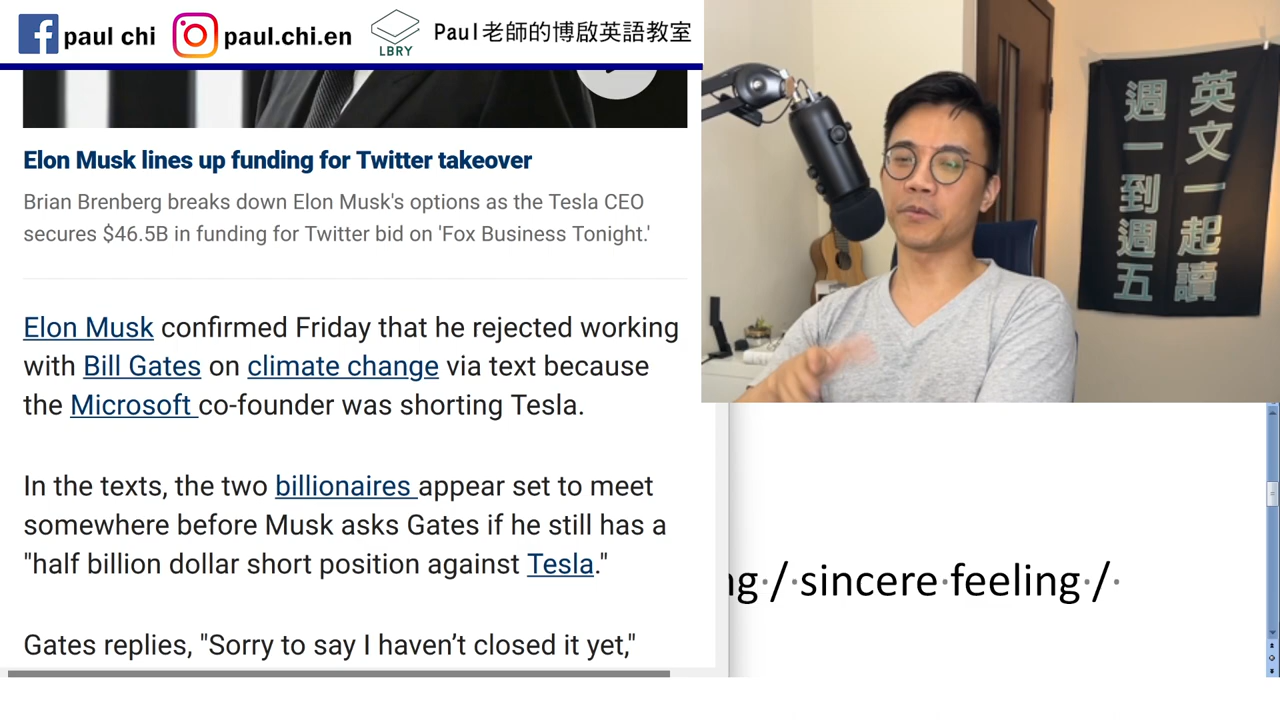 paul chi
paul.chi.en
LBRY
Paul老師的博啟英語教室
Elon Musk lines up funding for Twitter takeover
Brian Brenberg breaks down Elon Musk's options as the Tesla CEO
secures $46.5B in funding for Twitter bid on 'Fox Business Tonight.'
Elon Musk confirmed Friday that he rejected working
with Bill Gates on climate change via text because
the Microsoft co-founder was shorting Tesla.
In the texts, the two billionaires appear set to meet
somewhere before Musk asks Gates if he still has a
"half billion dollar short position against Tesla."
Gates replies, "Sorry to say I haven’t closed it yet,"
英文一起讀
週一到週五
ng / sincere feeling /